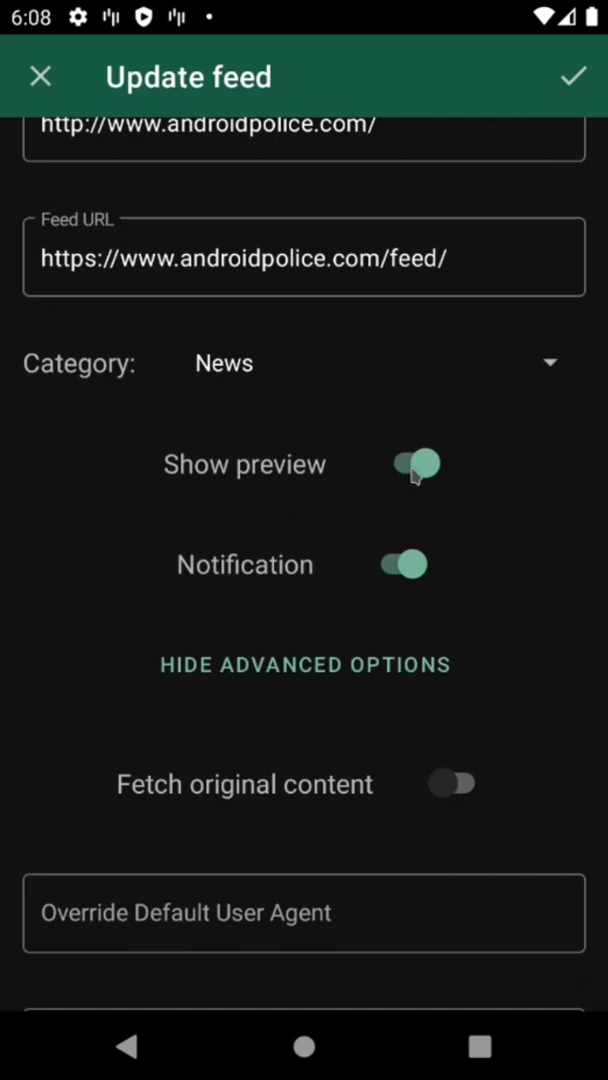 6:08
Update feed
http://www.androidpolice.com/
Feed URL
https://www.androidpolice.com/feed/
Category: News
Show preview
Notification
HIDE ADVANCED OPTIONS
Fetch original content
Override Default User Agent